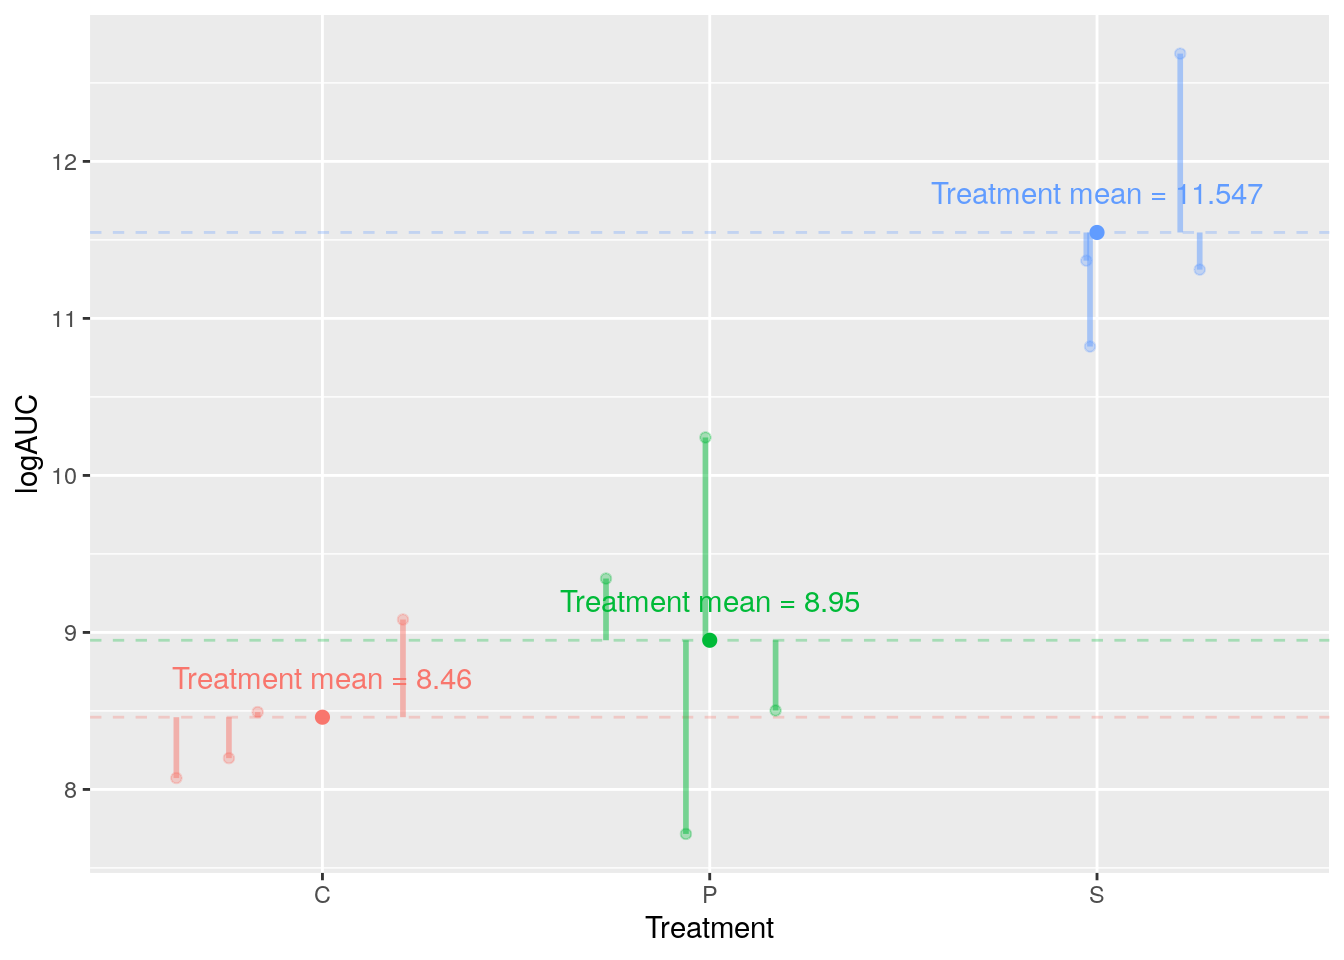 12
Treatment mean = 11.547
11
logAUC
10
Treatment mean = 8.95
9
Treatment mean = 8.46
8
C P S
Treatment